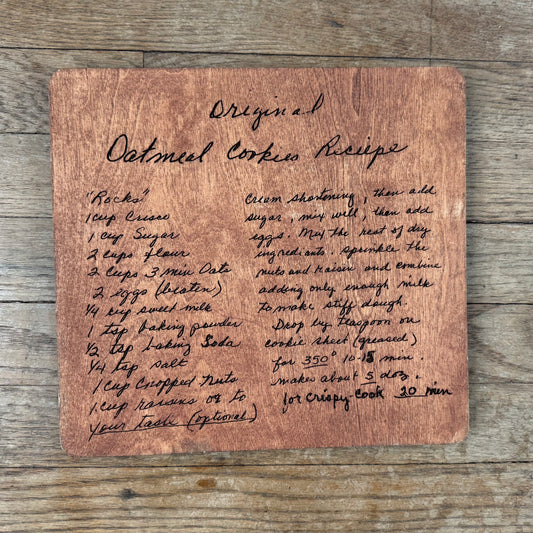 Original
Oatmeal Cookies Reciepe
"Rocks"
1 cup Crisco
1 cup Sugar
2 cups flour
2 cups 3 min Oats
2 eggs (beaten)
1/4 cup sweet milk
1 tsp baking powder
1/2 tsp baking Soda
1/4 tsp salt
1 cup Chopped nuts
1 cup raisins or to
your taste (optional)
Cream shortening, then add
sugar, mix well, then add
eggs. Mix the rest of dry
ingrediants. sprinkle the
nuts and raisen and combine
adding only enough milk
to make stiff dough.
Drop by teaspoon on
cookie sheet (greased)
for 350° 10-15 min.
makes about 5 doz.
for crispy-cook 20 min